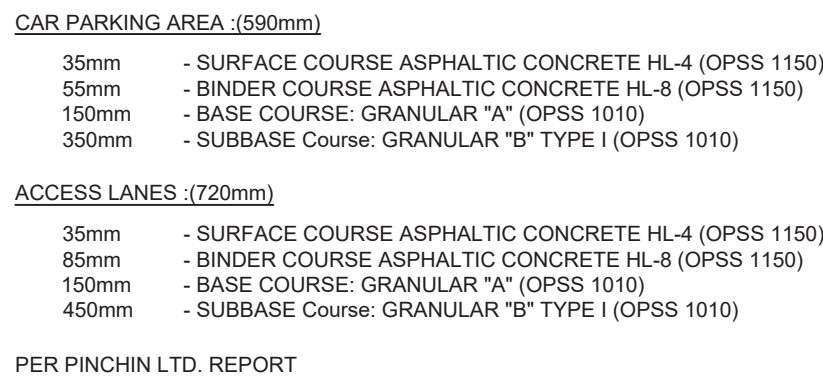 CAR PARKING AREA :(590mm)
35mm - SURFACE COURSE ASPHALTIC CONCRETE HL-4 (OPSS 1150)
55mm - BINDER COURSE ASPHALTIC CONCRETE HL-8 (OPSS 1150)
150mm - BASE COURSE: GRANULAR "A" (OPSS 1010)
350mm - SUBBASE Course: GRANULAR "B" TYPE I (OPSS 1010)
ACCESS LANES :(720mm)
35mm - SURFACE COURSE ASPHALTIC CONCRETE HL-4 (OPSS 1150)
85mm - BINDER COURSE ASPHALTIC CONCRETE HL-8 (OPSS 1150)
150mm - BASE COURSE: GRANULAR "A" (OPSS 1010)
450mm - SUBBASE Course: GRANULAR "B" TYPE I (OPSS 1010)
PER PINCHIN LTD. REPORT